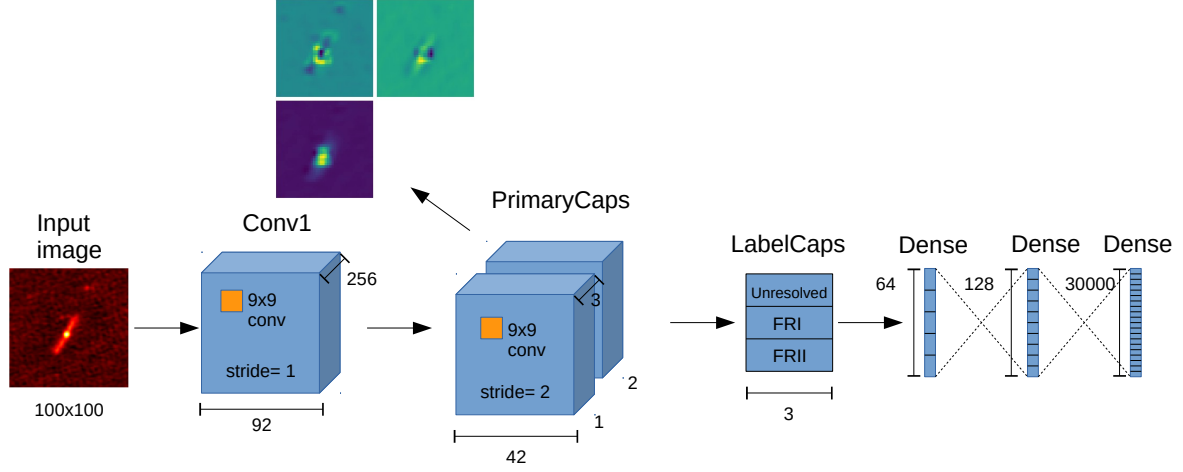 Input
image
100x100
Conv1
256
9x9
conv
stride= 1
92
PrimaryCaps
3
9x9
conv
stride= 2
2
1
42
LabelCaps
Unresolved
FRI
FRII
3
Dense
64
Dense
128
Dense
30000